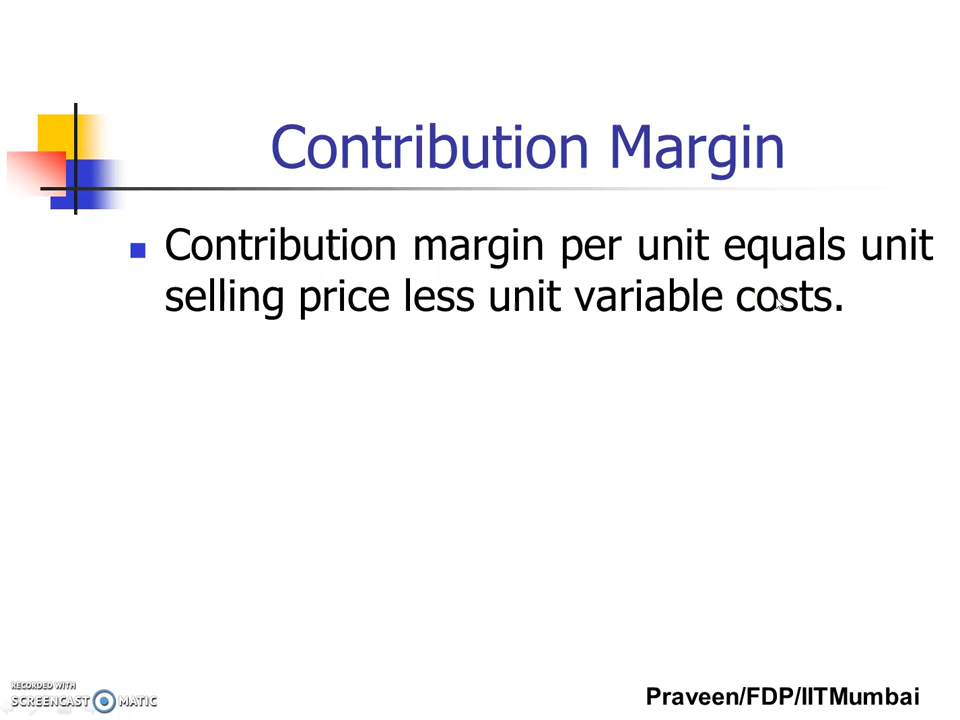 Contribution Margin
Contribution margin per unit equals unit
selling price less unit variable costs.
RECORDED WITH
SCREENCAST MATIC
Praveen/FDP/IITMumbai